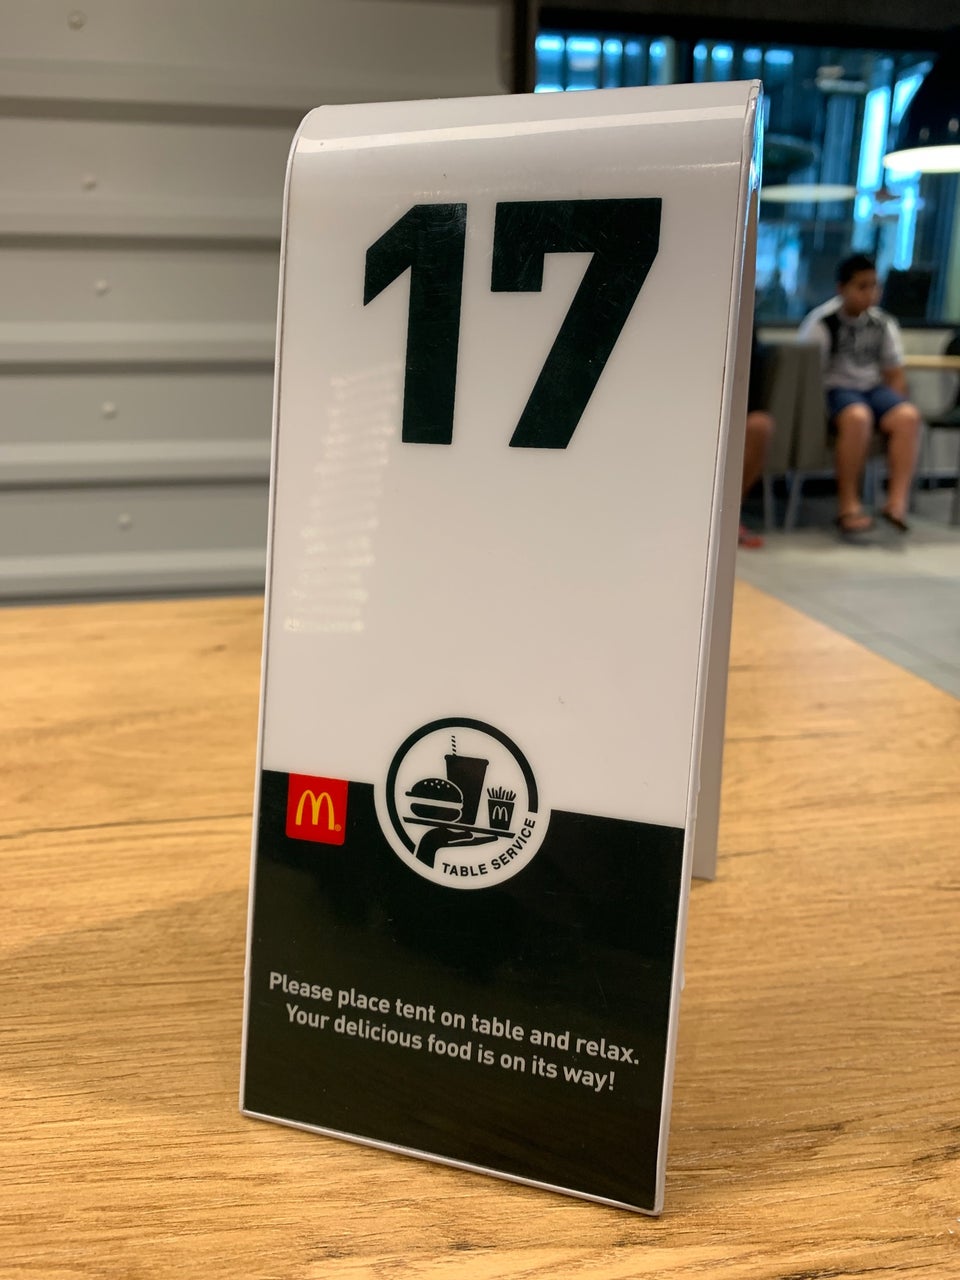 17
TABLE SERVICE
Please place tent on table and relax.
Your delicious food is on its way!